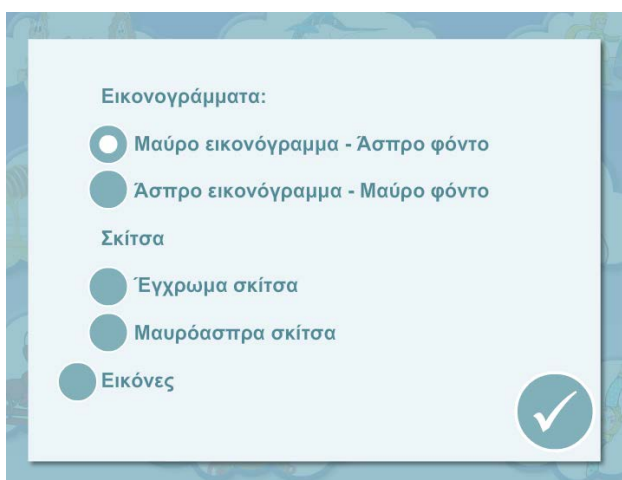 Εικονογράμματα:
Μαύρο εικονόγραμμα - Άσπρο φόντο
Άσπρο εικονόγραμμα - Μαύρο φόντο
Σκίτσα
Έγχρωμα σκίτσα
Μαυρόασπρα σκίτσα
Εικόνες